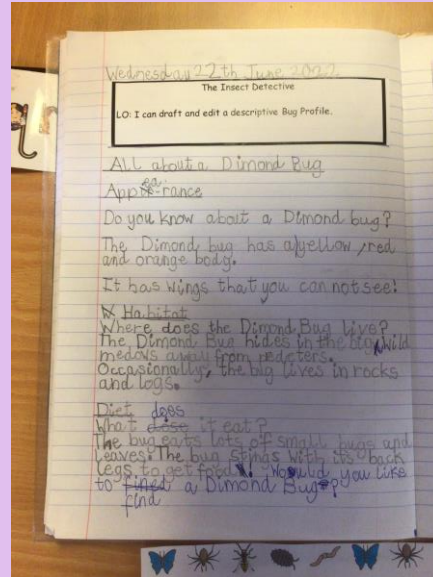 Wednesday 22th June 2022
The Insect Detective
LO: I can draft and edit a descriptive Bug Profile.
All about a Dimond Bug
Appearance
Do you know about a Dimond bug?
The Dimond bug has a yellow, red
and orange body.
It has wings that you can not see!
Habitat
Where does the Dimond Bug live?
The Dimond Bug hides in the big wild
medows away from pedeters.
Occasionally, the big lives in rocks
and logs.
Diet does
What dose it eat?
The bug eats lots of small bugs and
leaves. The bug stings with its back
legs to get food! Would you like
to fined a Dimond Bug?
find